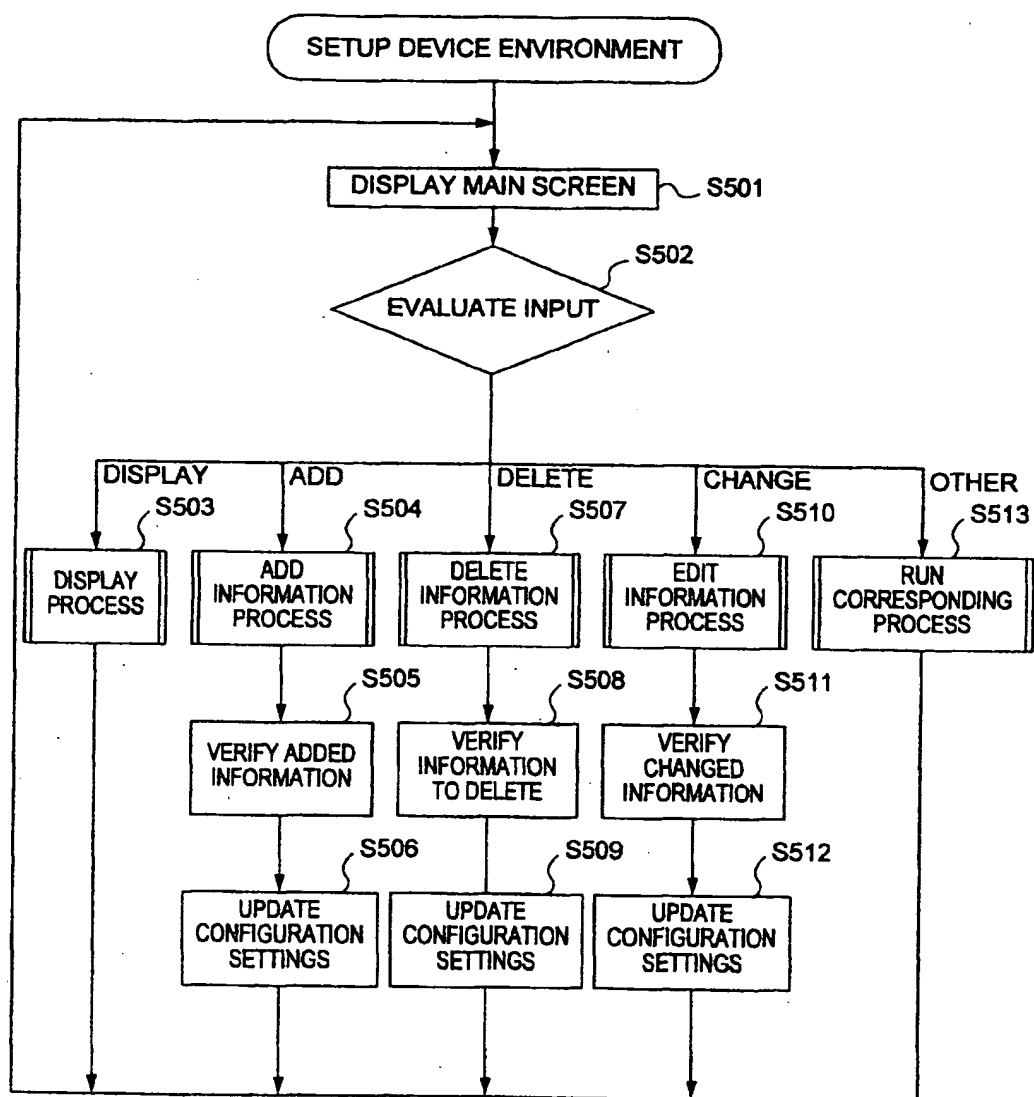 SETUP DEVICE ENVIRONMENT
DISPLAY MAIN SCREEN
S501
S502
EVALUATE INPUT
DISPLAY
ADD
DELETE
CHANGE
OTHER
S503
S504
S507
S510
S513
DISPLAY
PROCESS
ADD
INFORMATION
PROCESS
DELETE
INFORMATION
PROCESS
EDIT
INFORMATION
PROCESS
RUN
CORRESPONDING
PROCESS
S505
S508
S511
VERIFY ADDED
INFORMATION
VERIFY
INFORMATION
TO DELETE
VERIFY
CHANGED
INFORMATION
S506
S509
S512
UPDATE
CONFIGURATION
SETTINGS
UPDATE
CONFIGURATION
SETTINGS
UPDATE
CONFIGURATION
SETTINGS